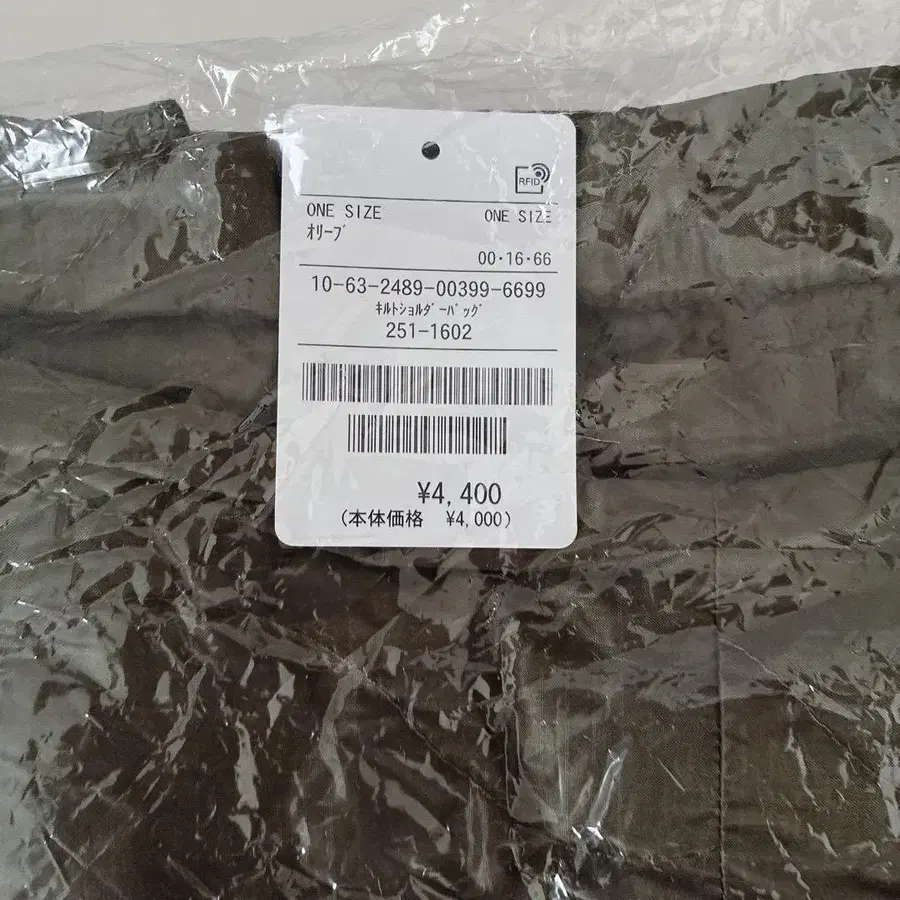 RFID
ONE SIZE ONE SIZE
ｵﾘｰﾌﾞ
00・16・66
10-63-2489-00399-6699
ｷﾙﾄｼｮﾙﾀﾞｰﾊﾞｯｸﾞ
251-1602
¥4,400
(本体価格 ¥4,000)